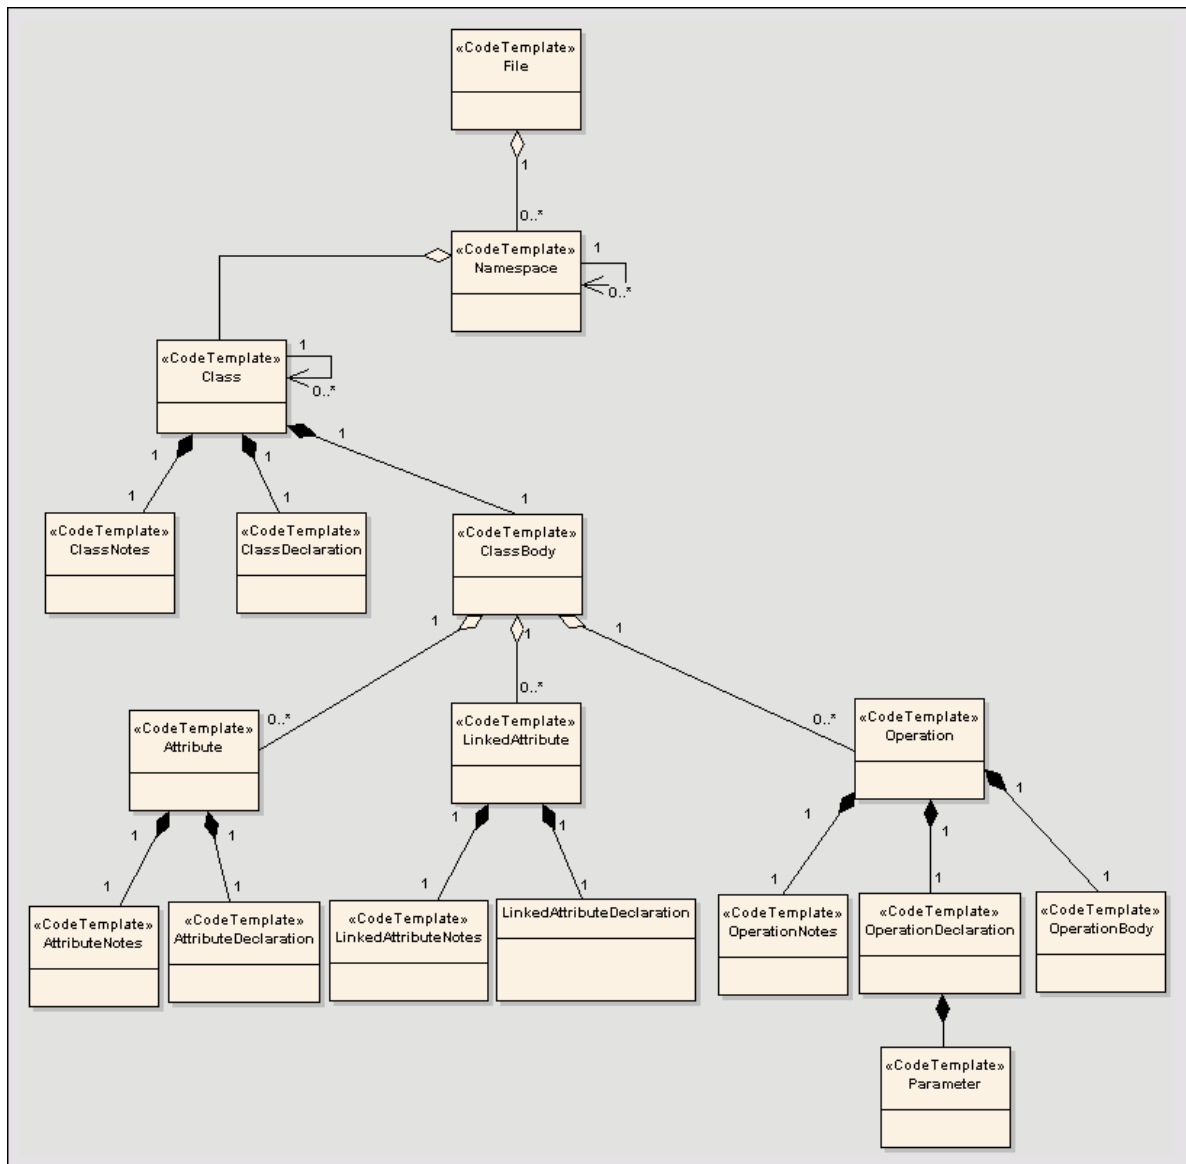 «CodeTemplate»
File
1
0..*
«CodeTemplate»
Namespace
1
0..*
«CodeTemplate»
Class
1
0..*
1
1
1
1
1
1
«CodeTemplate»
ClassNotes
«CodeTemplate»
ClassDeclaration
«CodeTemplate»
ClassBody
1
1
1
0..*
0..*
0..*
«CodeTemplate»
Attribute
«CodeTemplate»
LinkedAttribute
«CodeTemplate»
Operation
1
1
1
1
1
1
1
1
1
1
1
1
1
1
«CodeTemplate»
AttributeNotes
«CodeTemplate»
AttributeDeclaration
«CodeTemplate»
LinkedAttributeNotes
LinkedAttributeDeclaration
«CodeTemplate»
OperationNotes
«CodeTemplate»
OperationDeclaration
«CodeTemplate»
OperationBody
«CodeTemplate»
Parameter